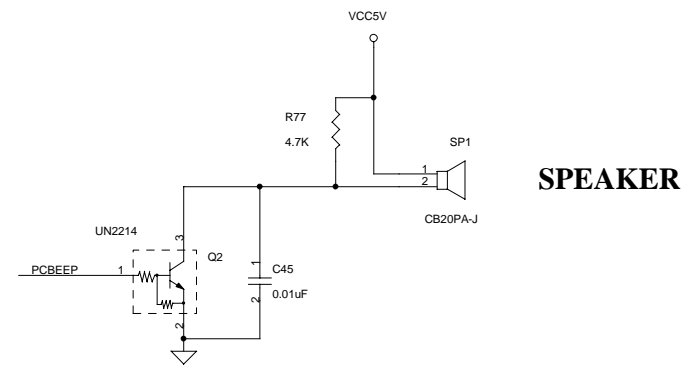 VCC5V
R77
4.7K
SP1
1
2
SPEAKER
CB20PA-J
UN2214
3
Q2
PCBEEP
1
1
C45
0.01uF
2
2